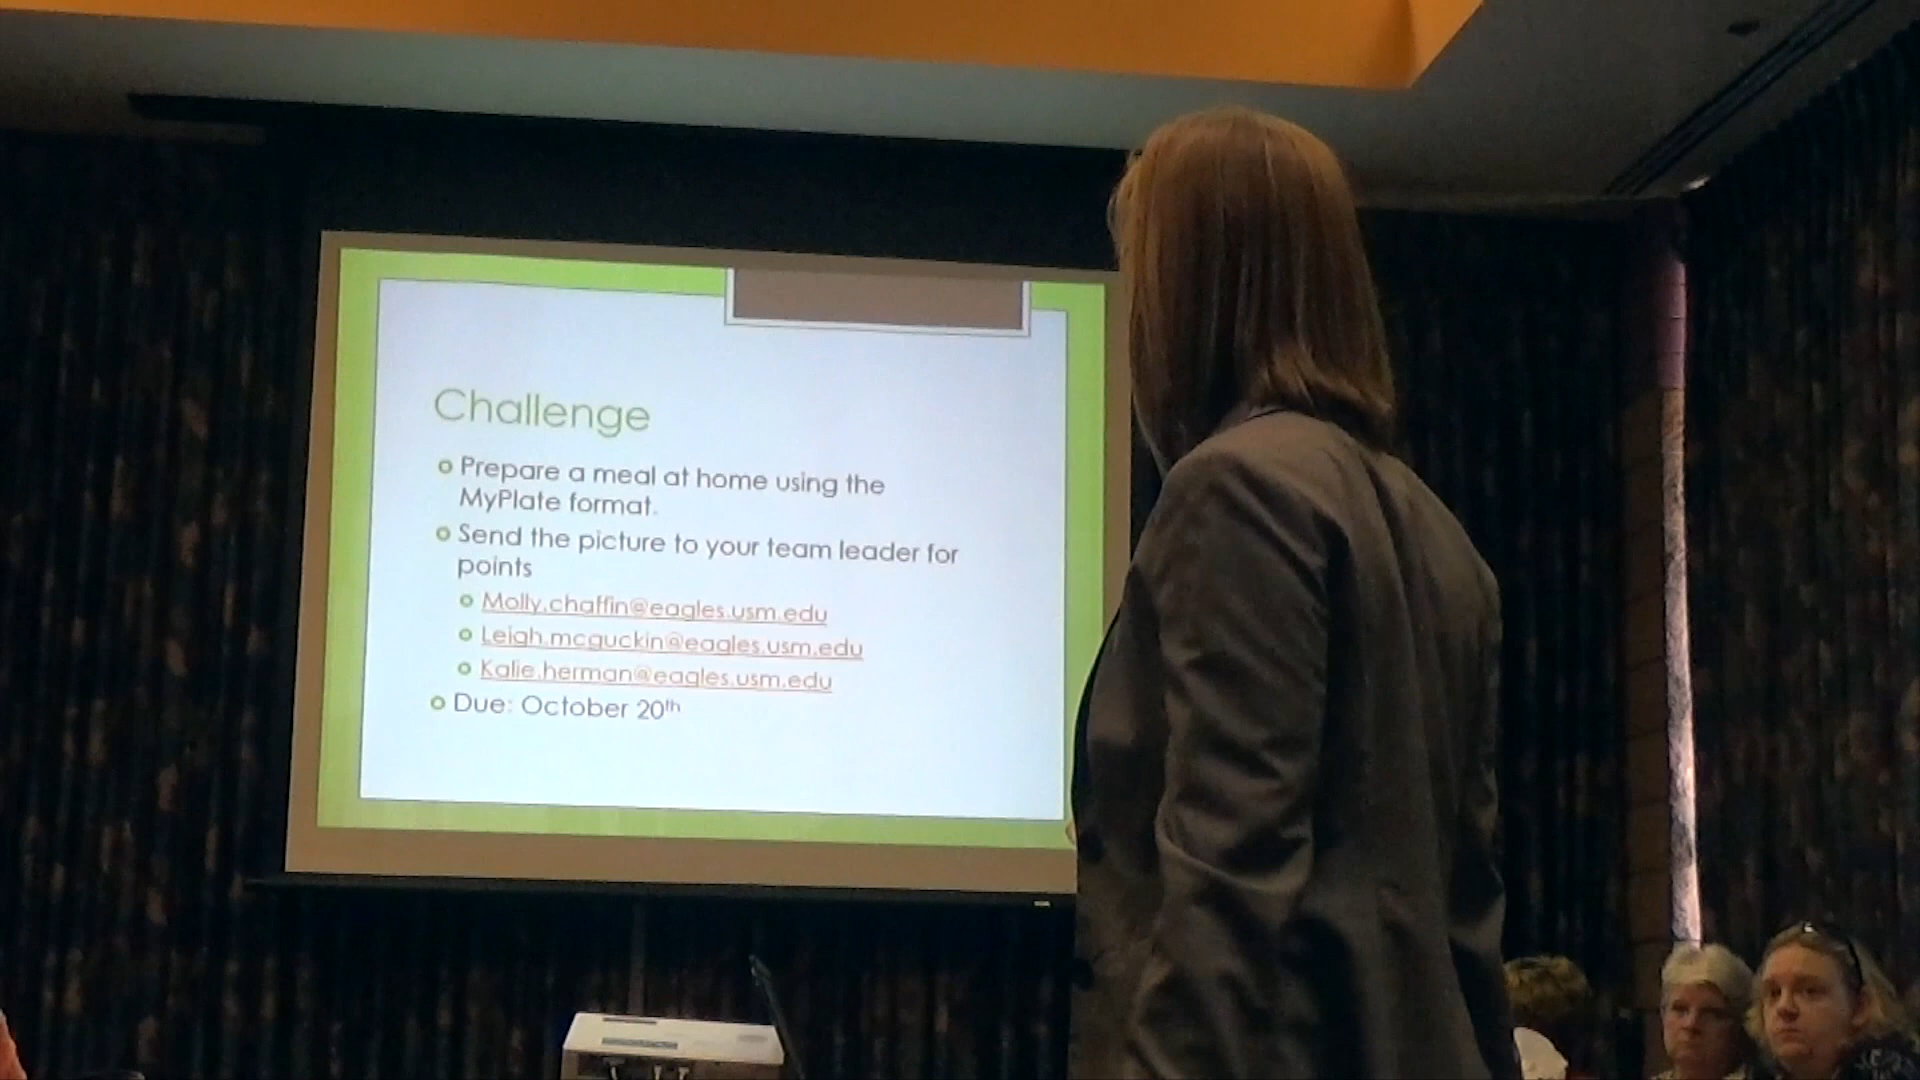 Challenge
Prepare a meal at home using the
MyPlate format.
Send the picture to your team leader for
points
Molly.chaffin@eagles.usm.edu
Leigh.mcguckin@eagles.usm.edu
Kalie.herman@eagles.usm.edu
Due: October 20th